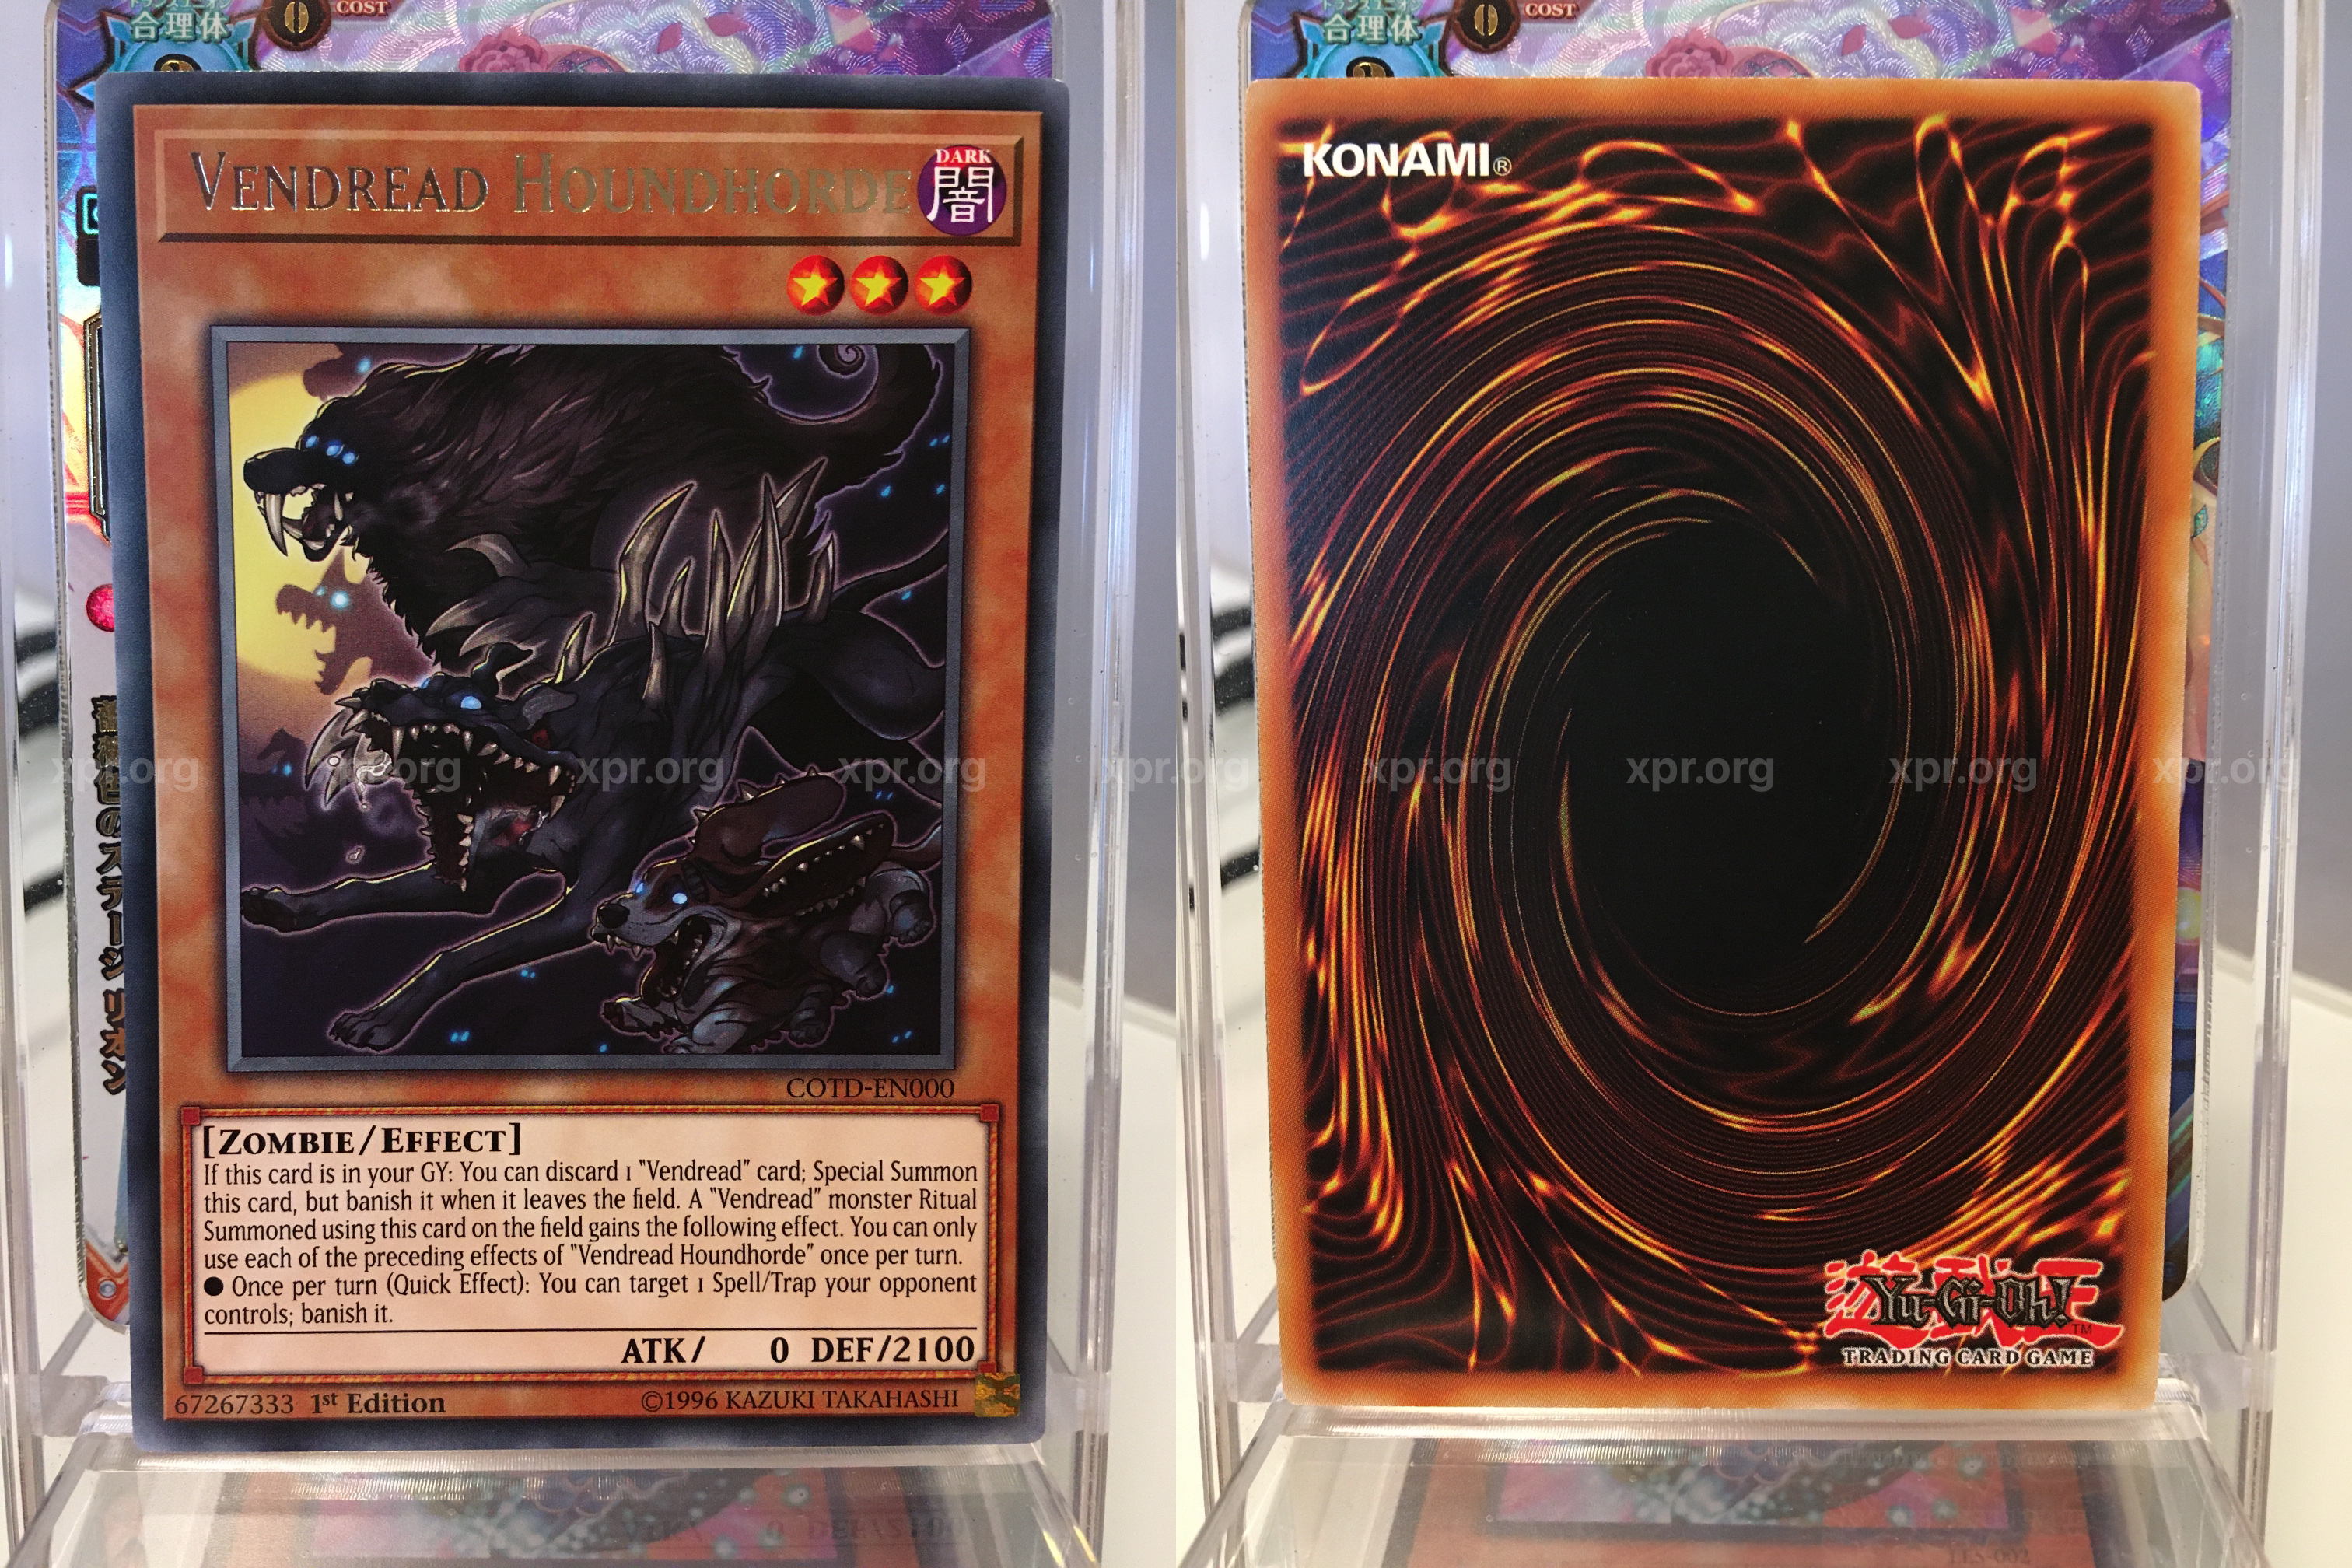 合理体
0
COST
VENDREAD HOUNDHORDE
DARK
闇
COTD-EN000
[ZOMBIE/EFFECT]
If this card is in your GY: You can discard 1 "Vendread" card; Special Summon
this card, but banish it when it leaves the field. A "Vendread" monster Ritual
Summoned using this card on the field gains the following effect. You can only
use each of the preceding effects of "Vendread Houndhorde" once per turn.
● Once per turn (Quick Effect): You can target 1 Spell/Trap your opponent
controls; banish it.
ATK/ 0 DEF/2100
67267333 1st Edition ©1996 KAZUKI TAKAHASHI
合理体
0
COST
KONAMI®
遊戯王
Yu-Gi-Oh!
TM
TRADING CARD GAME
xpr.org xpr.org xpr.org xpr.org xpr.org xpr.org xpr.org xpr.org xpr.org